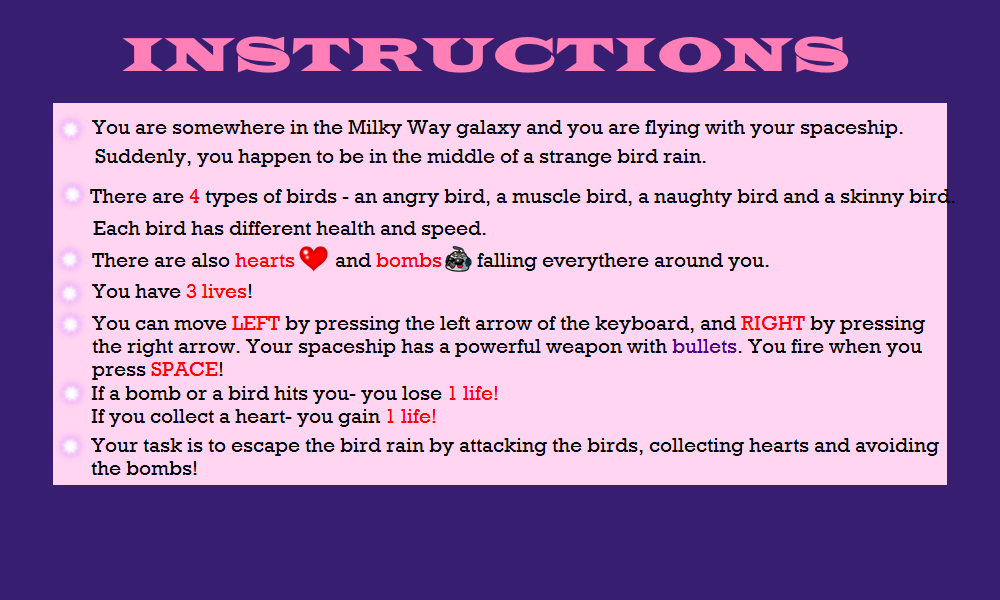 INSTRUCTIONS
You are somewhere in the Milky Way galaxy and you are flying with your spaceship.
Suddenly, you happen to be in the middle of a strange bird rain.
There are 4 types of birds - an angry bird, a muscle bird, a naughty bird and a skinny bird.
Each bird has different health and speed.
There are also hearts and bombs falling everythere around you.
You have 3 lives!
You can move LEFT by pressing the left arrow of the keyboard, and RIGHT by pressing
the right arrow. Your spaceship has a powerful weapon with bullets. You fire when you
press SPACE!
If a bomb or a bird hits you- you lose 1 life!
If you collect a heart- you gain 1 life!
Your task is to escape the bird rain by attacking the birds, collecting hearts and avoiding
the bombs!